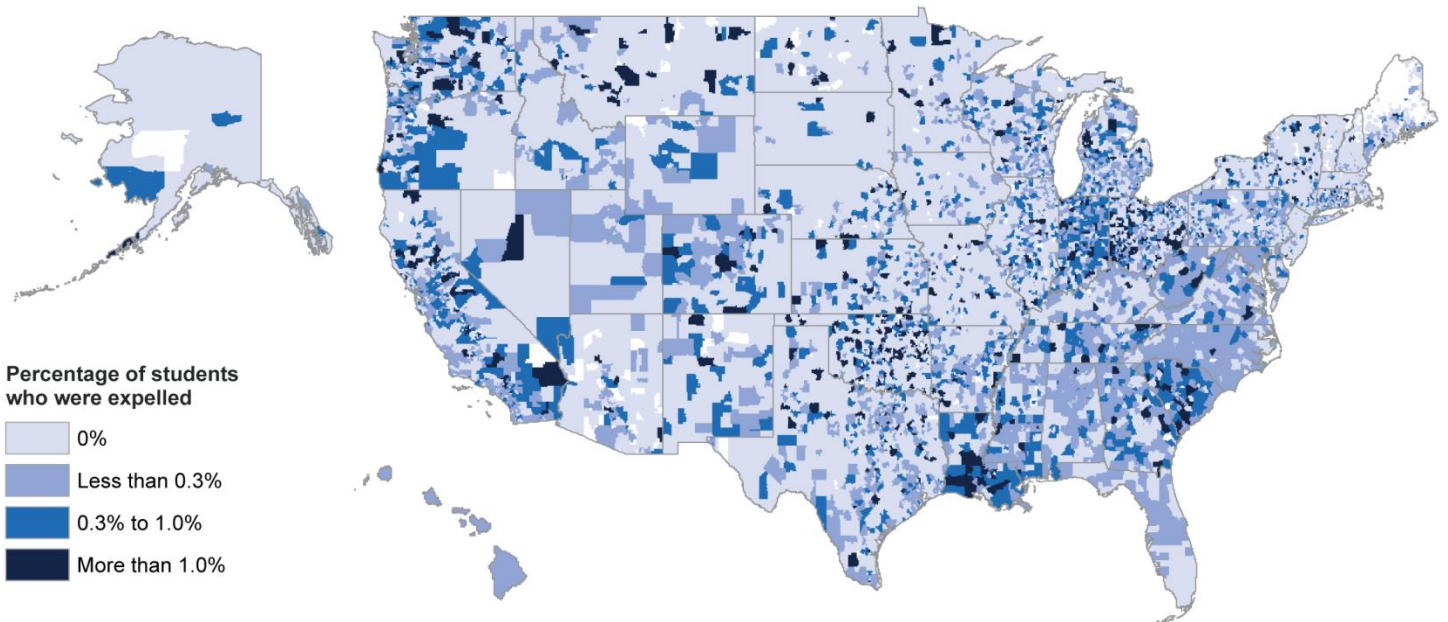 Percentage of students
who were expelled
0%
Less than 0.3%
0.3% to 1.0%
More than 1.0%